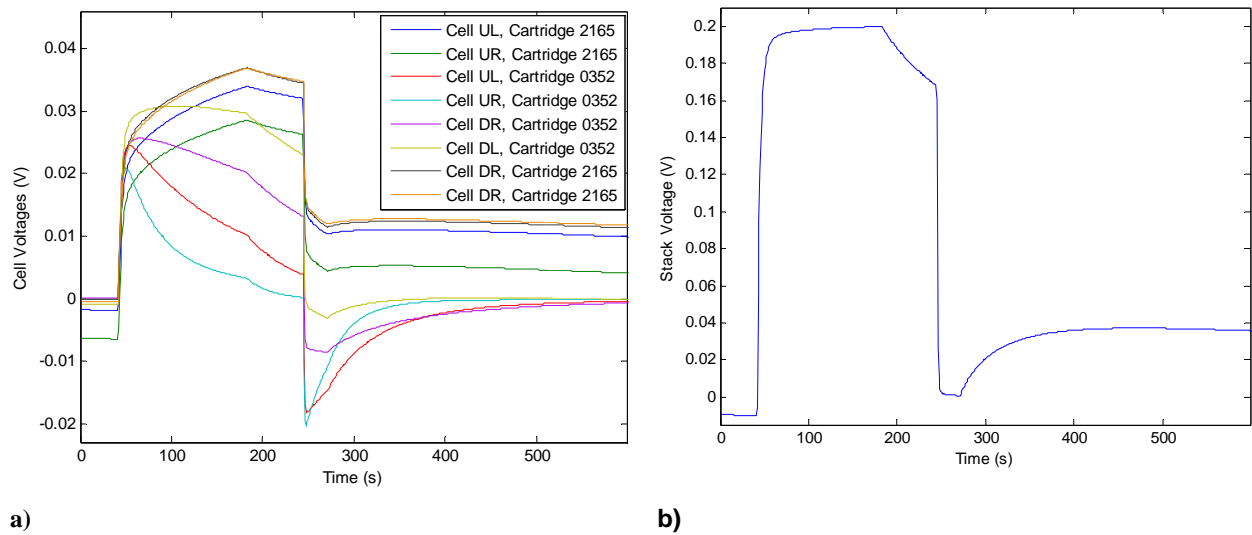 Cell Voltages (V)
0.04
0.03
0.02
0.01
0
-0.01
-0.02
0
100
200
300
400
500
Time (s)
Cell UL, Cartridge 2165
Cell UR, Cartridge 2165
Cell UL, Cartridge 0352
Cell UR, Cartridge 0352
Cell DR, Cartridge 0352
Cell DL, Cartridge 0352
Cell DR, Cartridge 2165
Cell DR, Cartridge 2165
a)
Stack Voltage (V)
0.2
0.18
0.16
0.14
0.12
0.1
0.08
0.06
0.04
0.02
0
0
100
200
300
400
500
Time (s)
b)